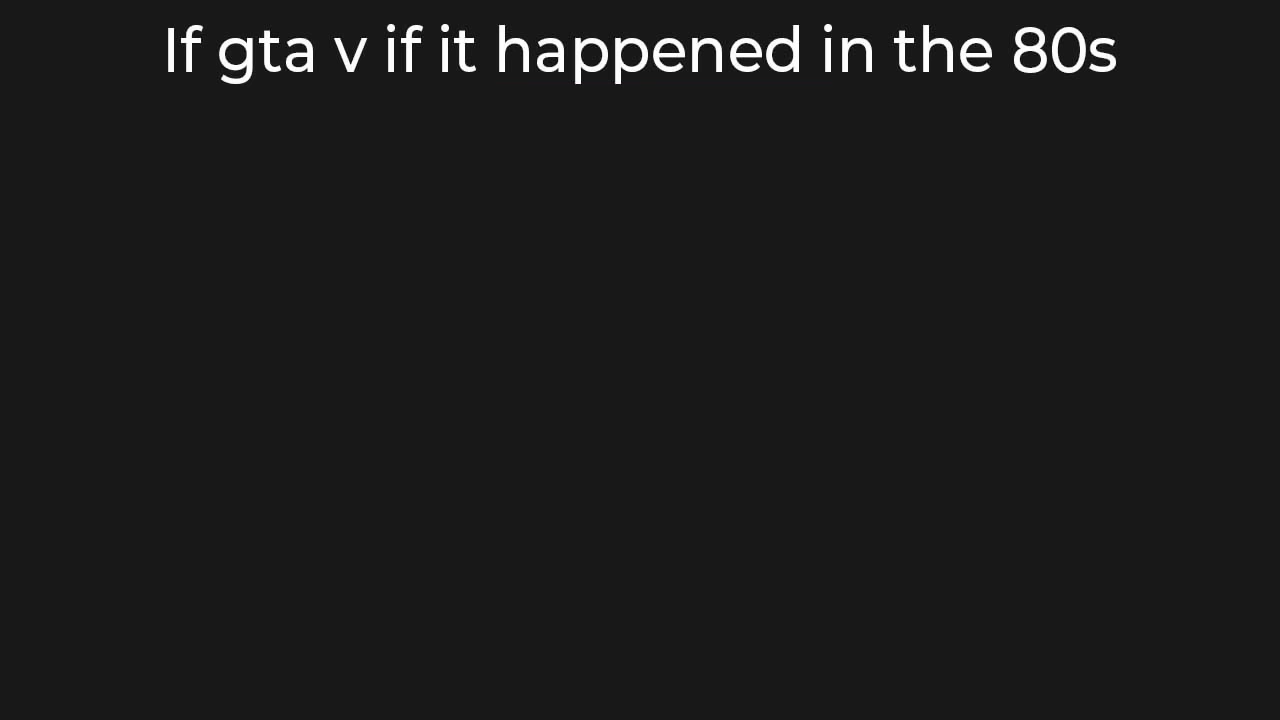 If gta v if it happened in the 80s